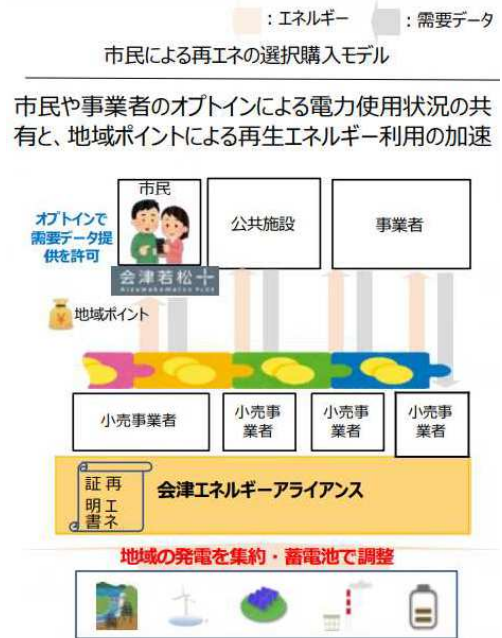 ：エネルギー ：需要データ
市民による再エネの選択購入モデル
市民や事業者のオプトインによる電力使用状況の共
有と、地域ポイントによる再生エネルギー利用の加速
市民
公共施設
事業者
オプトインで
需要データ提
供を許可
会津若松＋
Aizuwakamatsu PLUS
¥
地域ポイント
小売事業者
小売事
業者
小売事
業者
小売事
業者
再エネ
証明書
会津エネルギーアライアンス
地域の発電を集約・蓄電池で調整